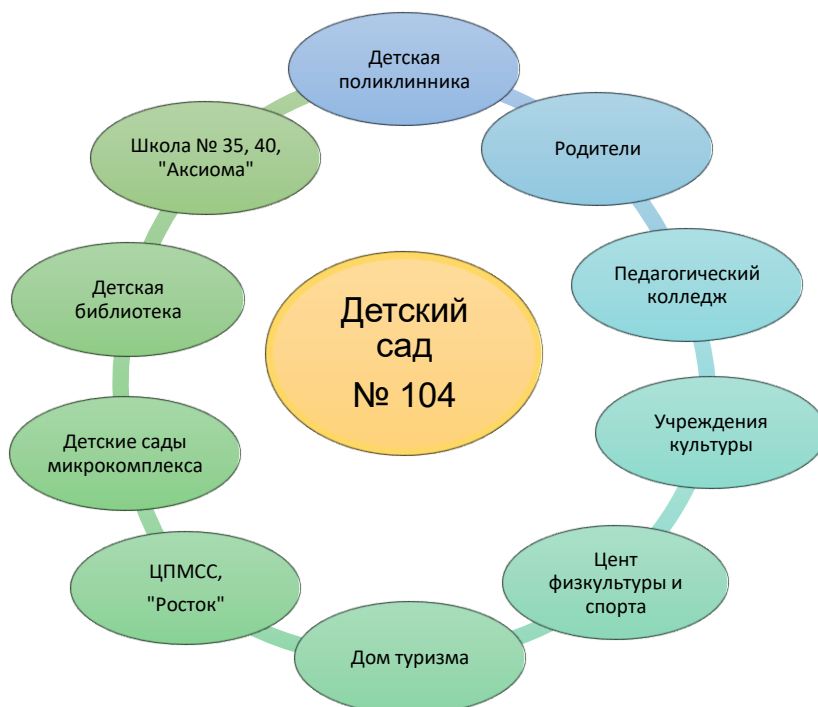 Детская
поликлинника
Родители
Педагогический
колледж
Учреждения
культуры
Цент
физкультуры и
спорта
Дом туризма
ЦПМСС,
"Росток"
Детские сады
микрокомплекса
Детская
библиотека
Школа № 35, 40,
"Аксиома"
Детский
сад
№ 104